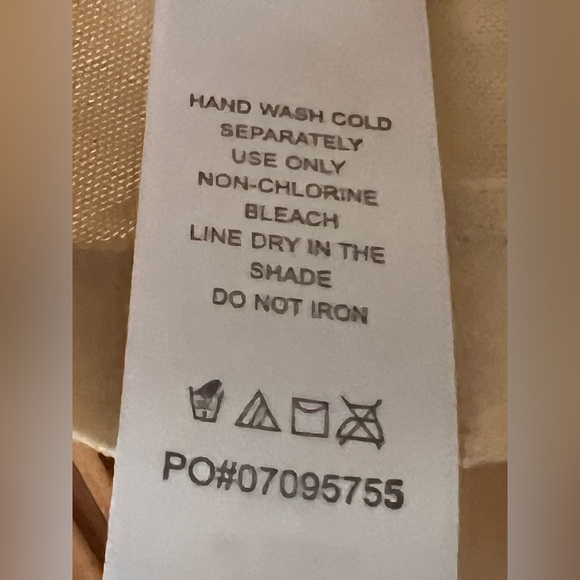 HAND WASH COLD
SEPARATELY
USE ONLY
NON-CHLORINE
BLEACH
LINE DRY IN THE
SHADE
DO NOT IRON
PO#07095755